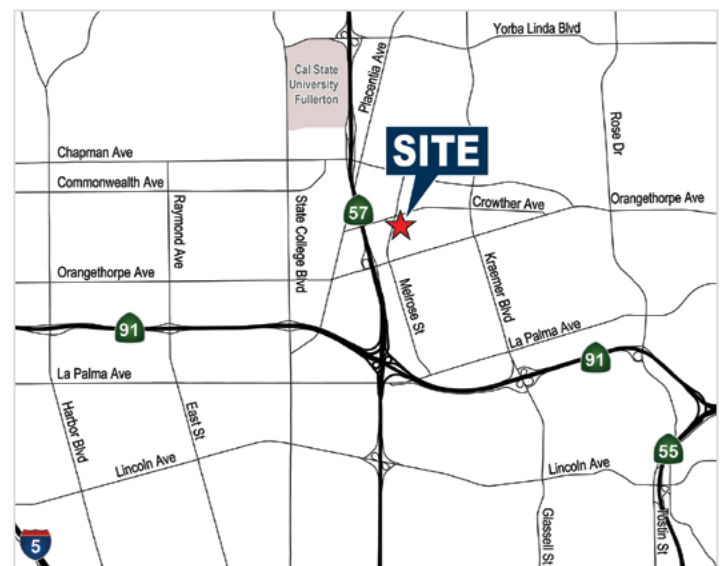 Yorba Linda Blvd
Cal State
University
Fullerton
Placentia Ave
Rose Dr
SITE
Chapman Ave
Commonwealth Ave
Raymond Ave
State College Blvd
57
Crowther Ave
Orangethorpe Ave
Orangethorpe Ave
Melrose St
Kraemer Blvd
91
La Palma Ave
91
La Palma Ave
Harbor Blvd
East St
Lincoln Ave
55
Lincoln Ave
Glassell St
Tustin St
5